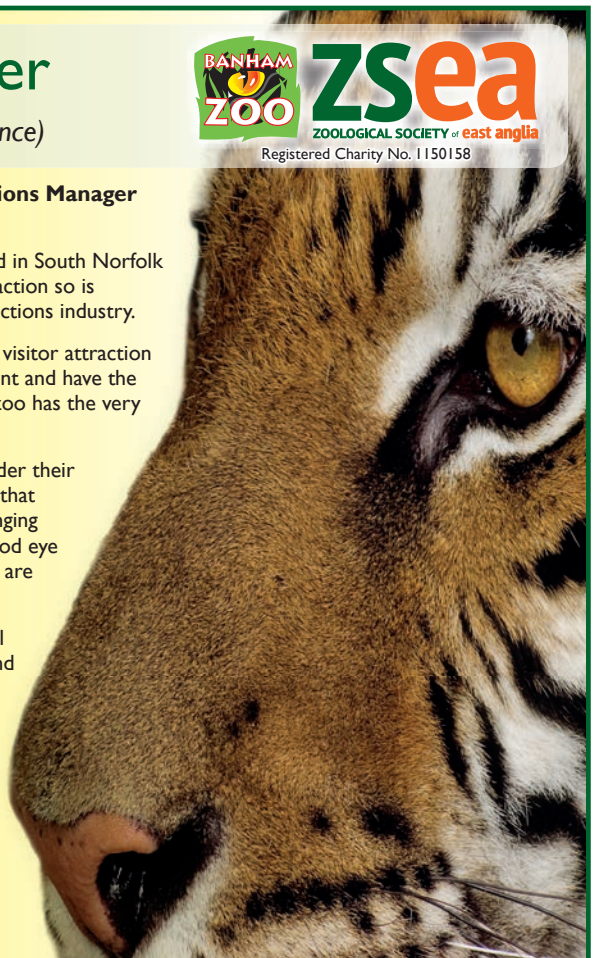 er
BANHAM
ZOO
zsea
ZOOLOGICAL SOCIETY of east anglia
Registered Charity No. 1150158
nce)
ions Manager
d in South Norfolk
action so is
ctions industry.
visitor attraction
nt and have the
zoo has the very
der their
that
nging
od eye
are
l
nd